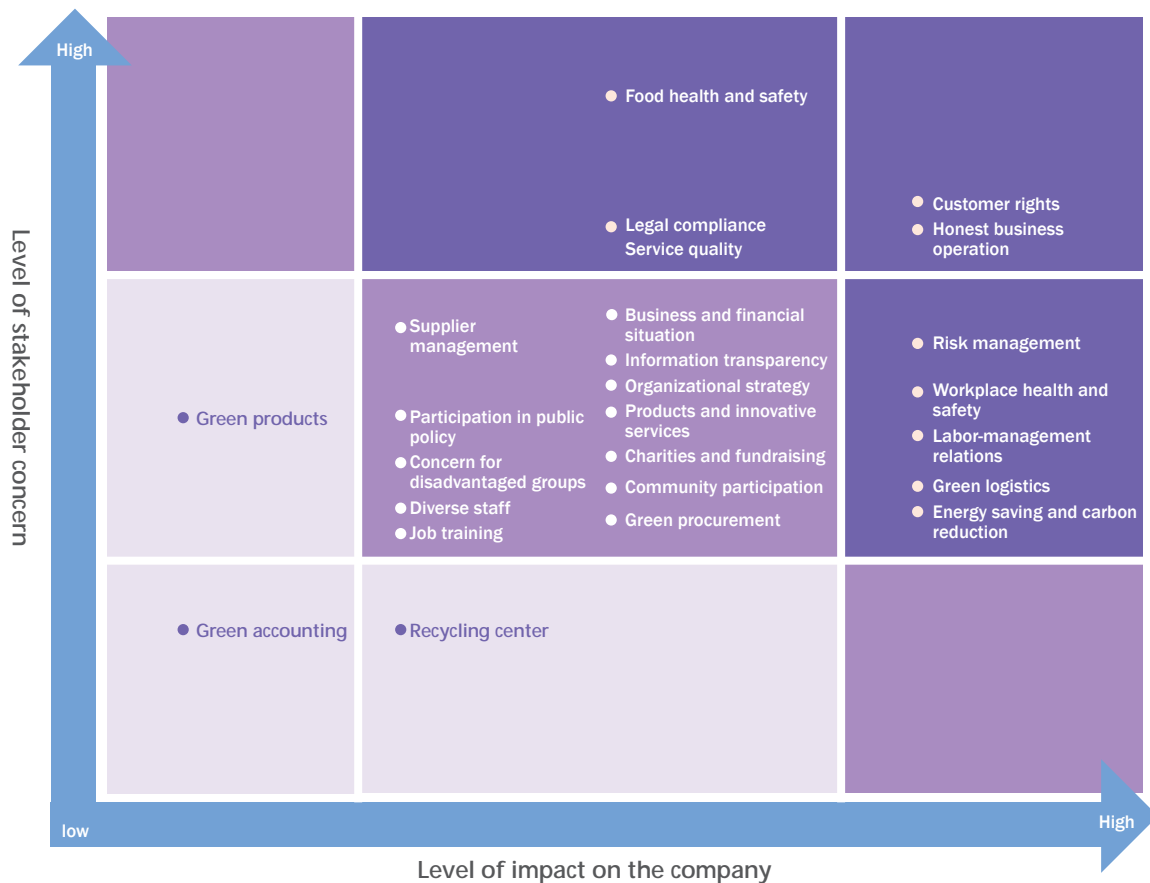 High
Level of stakeholder concern
Food health and safety
Legal compliance
Service quality
Customer rights
Honest business
operation
Green products
Supplier
management
Participation in public
policy
Concern for
disadvantaged groups
Diverse staff
Job training
Business and financial
situation
Information transparency
Organizational strategy
Products and innovative
services
Charities and fundraising
Community participation
Green procurement
Risk management
Workplace health and
safety
Labor-management
relations
Green logistics
Energy saving and carbon
reduction
Green accounting
Recycling center
low
High
Level of impact on the company